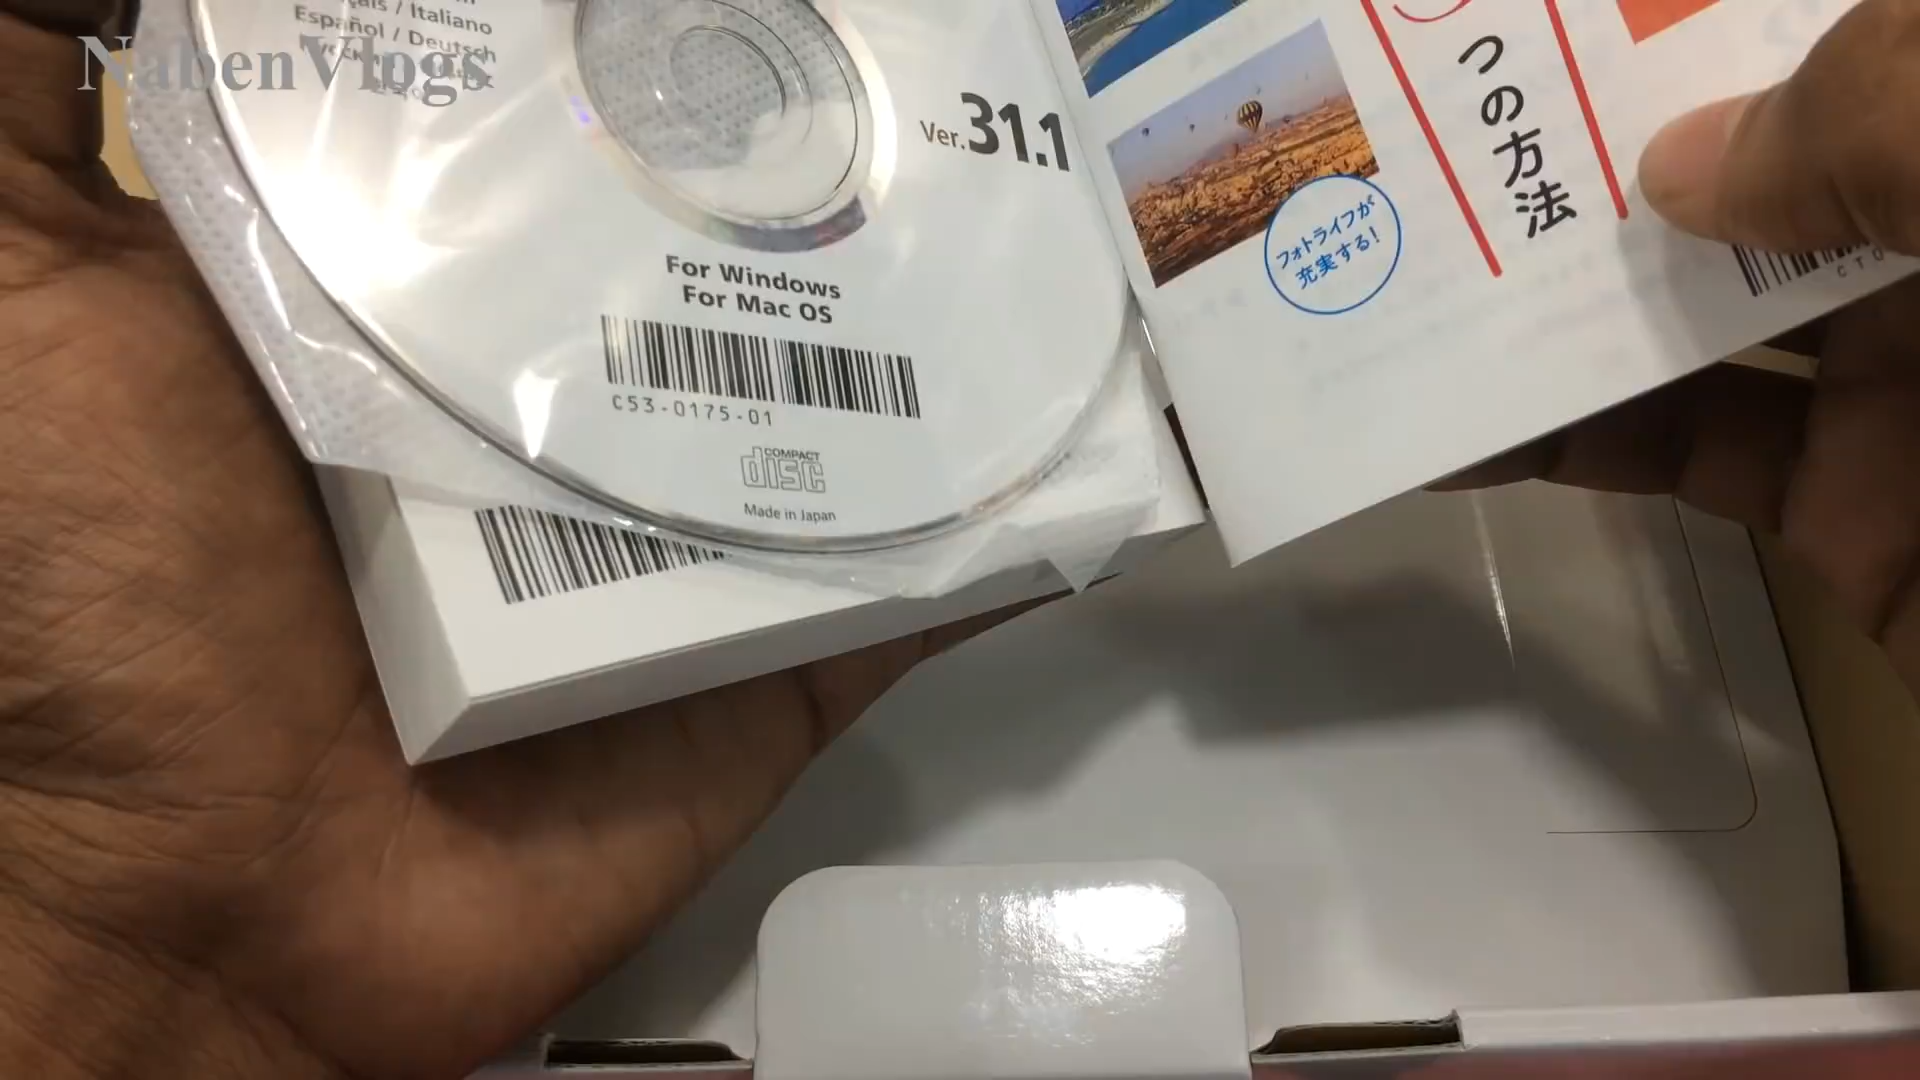 NabenVlogs
/ Italiano
Español / Deutsch
Ver.31.1
For Windows
For Mac OS
C53-0175-01
COMPACT
disc
Made in Japan
つの方法
フォトライフが
充実する!
CT0